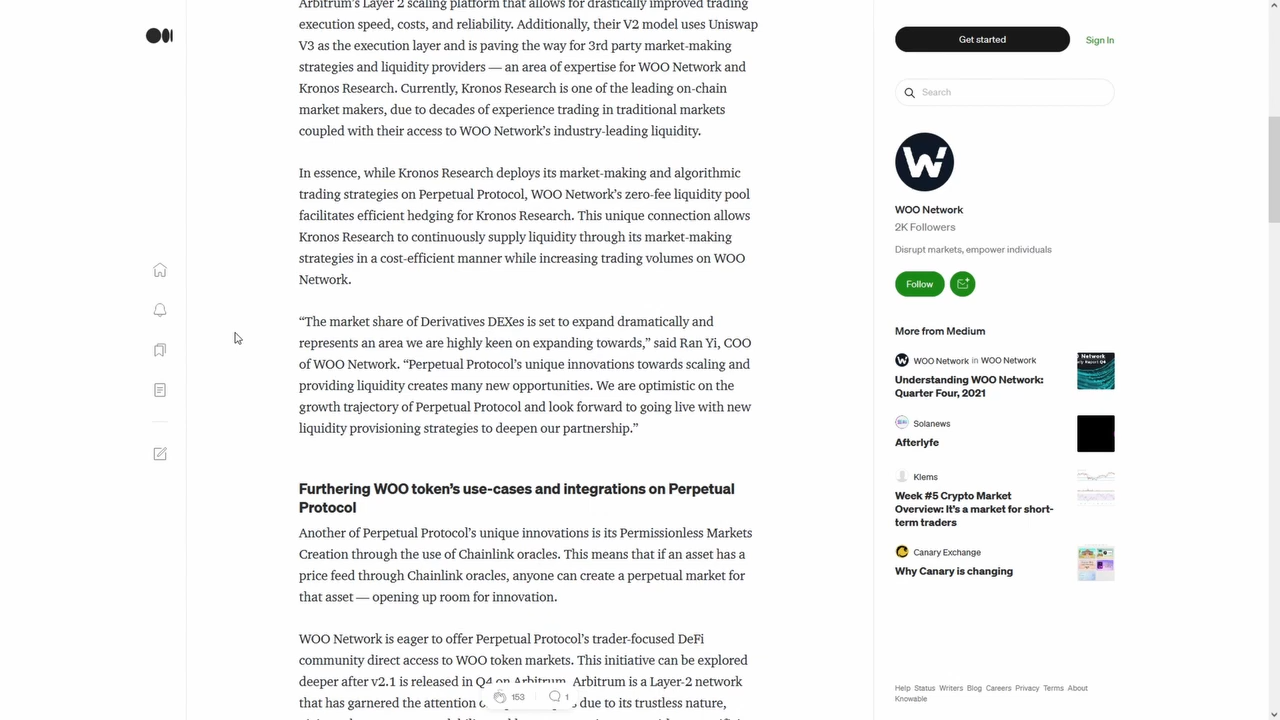 Arbitrum's Layer 2 scaling platform that allows for drastically improved trading
execution speed, costs, and reliability. Additionally, their V2 model uses Uniswap
V3 as the execution layer and is paving the way for 3rd party market-making
strategies and liquidity providers — an area of expertise for WOO Network and
Kronos Research. Currently, Kronos Research is one of the leading on-chain
market makers, due to decades of experience trading in traditional markets
coupled with their access to WOO Network's industry-leading liquidity.
In essence, while Kronos Research deploys its market-making and algorithmic
trading strategies on Perpetual Protocol, WOO Network's zero-fee liquidity pool
facilitates efficient hedging for Kronos Research. This unique connection allows
Kronos Research to continuously supply liquidity through its market-making
strategies in a cost-efficient manner while increasing trading volumes on WOO
Network.
“The market share of Derivatives DEXes is set to expand dramatically and
represents an area we are highly keen on expanding towards,” said Ran Yi, COO
of WOO Network. “Perpetual Protocol's unique innovations towards scaling and
providing liquidity creates many new opportunities. We are optimistic on the
growth trajectory of Perpetual Protocol and look forward to going live with new
liquidity provisioning strategies to deepen our partnership.”
Furthering WOO token's use-cases and integrations on Perpetual
Protocol
Another of Perpetual Protocol's unique innovations is its Permissionless Markets
Creation through the use of Chainlink oracles. This means that if an asset has a
price feed through Chainlink oracles, anyone can create a perpetual market for
that asset — opening up room for innovation.
WOO Network is eager to offer Perpetual Protocol's trader-focused DeFi
community direct access to WOO token markets. This initiative can be explored
deeper after v2.1 is released in Q4 on Arbitrum. Arbitrum is a Layer-2 network
that has garnered the attention due to its trustless nature,
153 1
Get started Sign In
Search
WOO Network
2K Followers
Disrupt markets, empower individuals
Follow
More from Medium
WOO Network in WOO Network
Understanding WOO Network:
Quarter Four, 2021
Solanews
Afterlyfe
Klems
Week #5 Crypto Market
Overview: It's a market for short-
term traders
Canary Exchange
Why Canary is changing
Help Status Writers Blog Careers Privacy Terms About
Knowable